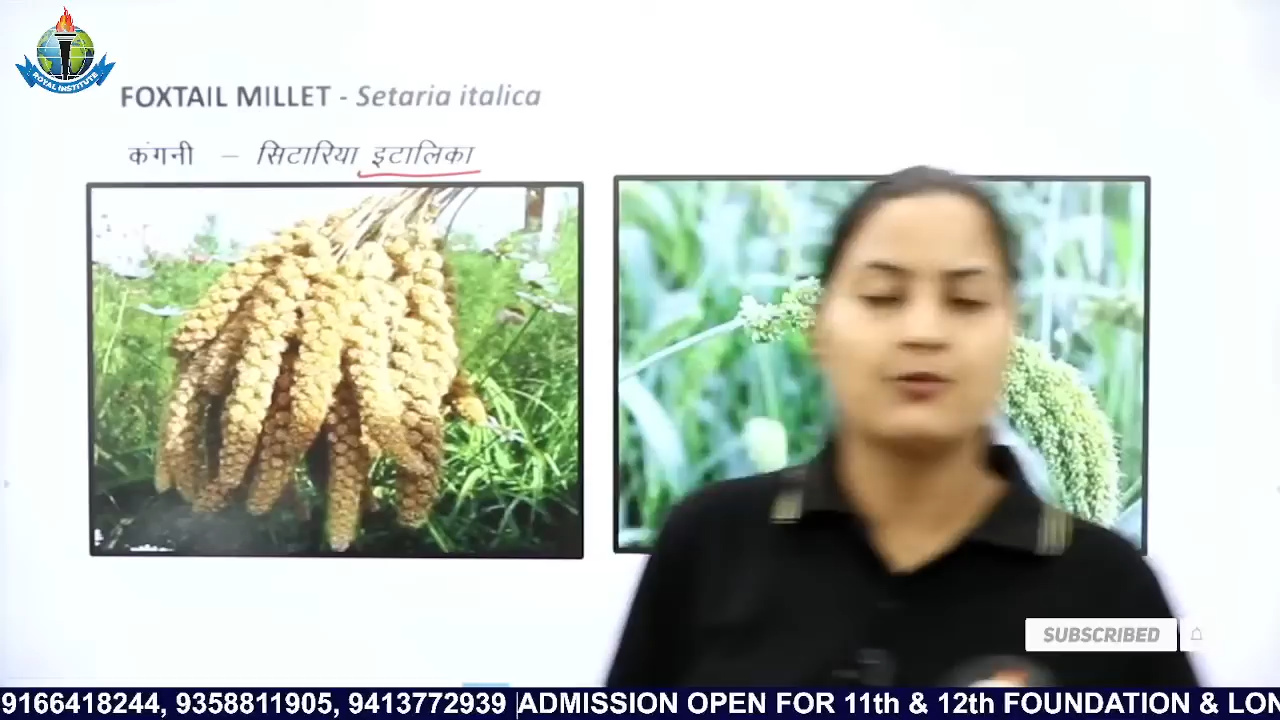 ROYAL INSTITUTE
FOXTAIL MILLET - Setaria italica
कंगनी – सिटारिया इटालिका
SUBSCRIBED
9166418244, 9358811905, 9413772939 ADMISSION OPEN FOR 11th & 12th FOUNDATION & LON